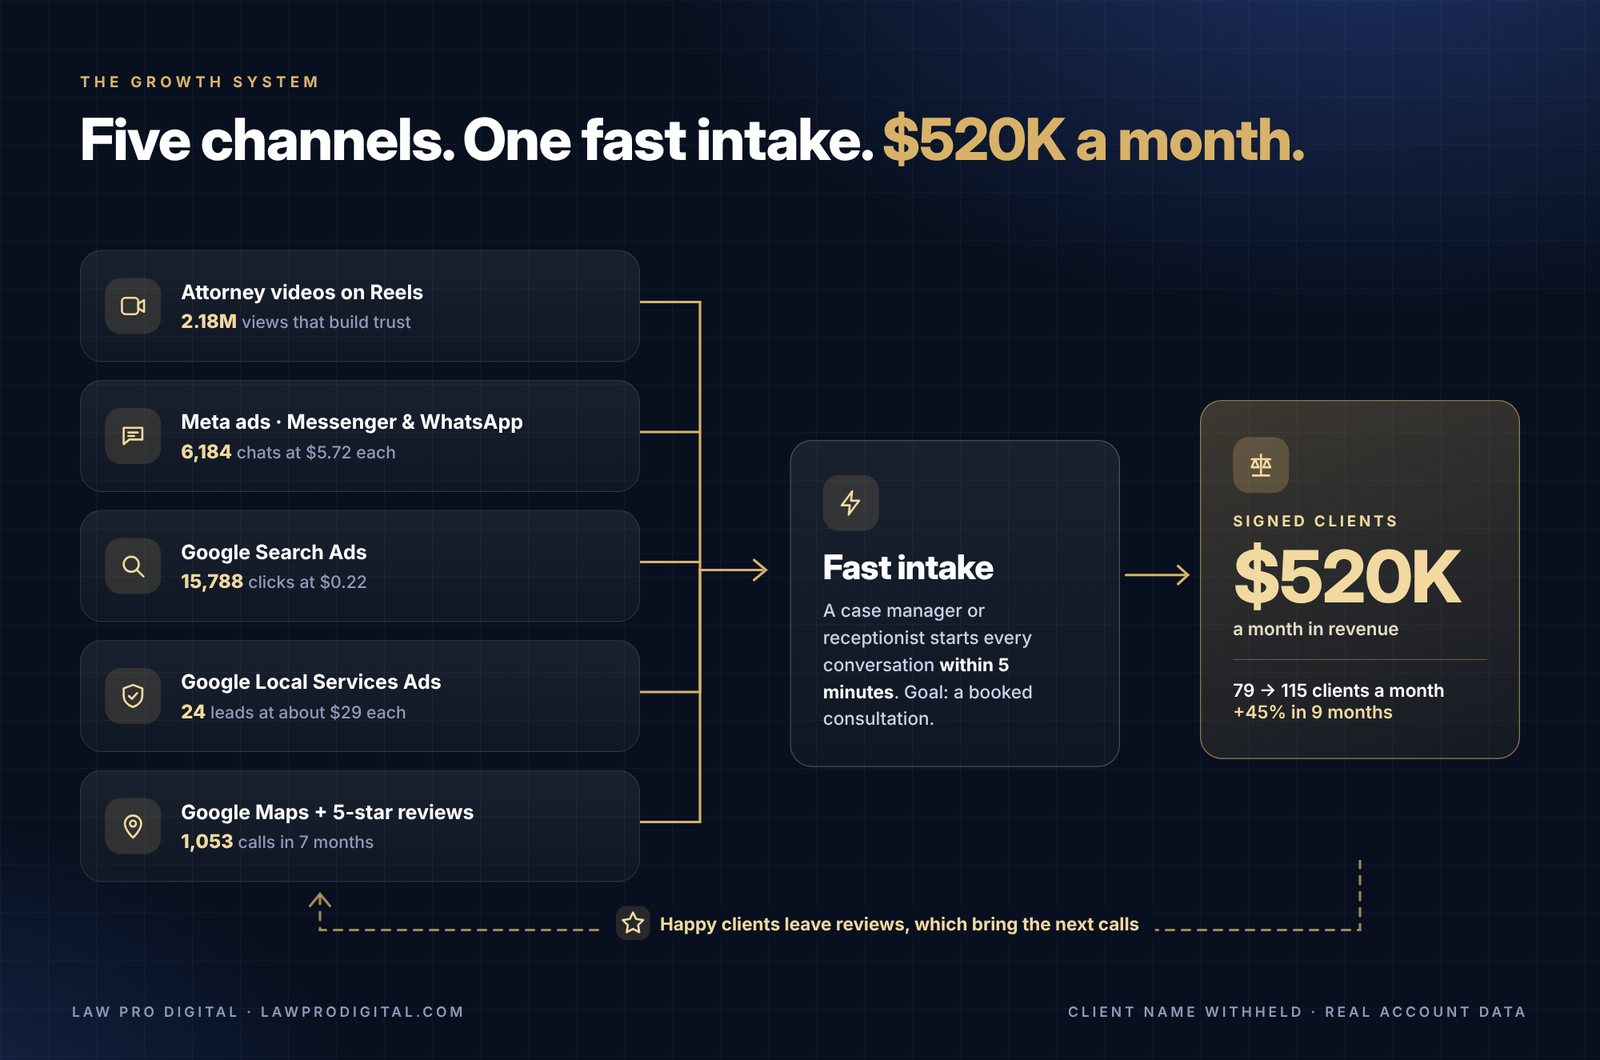 THE GROWTH SYSTEM
Five channels. One fast intake. $520K a month.
Attorney videos on Reels
2.18M views that build trust
Meta ads · Messenger & WhatsApp
6,184 chats at $5.72 each
Google Search Ads
15,788 clicks at $0.22
Google Local Services Ads
24 leads at about $29 each
Google Maps + 5-star reviews
1,053 calls in 7 months
Fast intake
A case manager or
receptionist starts every
conversation within 5
minutes. Goal: a booked
consultation.
SIGNED CLIENTS
$520K
a month in revenue
79 → 115 clients a month
+45% in 9 months
Happy clients leave reviews, which bring the next calls
LAW PRO DIGITAL · LAWPRODIGITAL.COM
CLIENT NAME WITHHELD · REAL ACCOUNT DATA